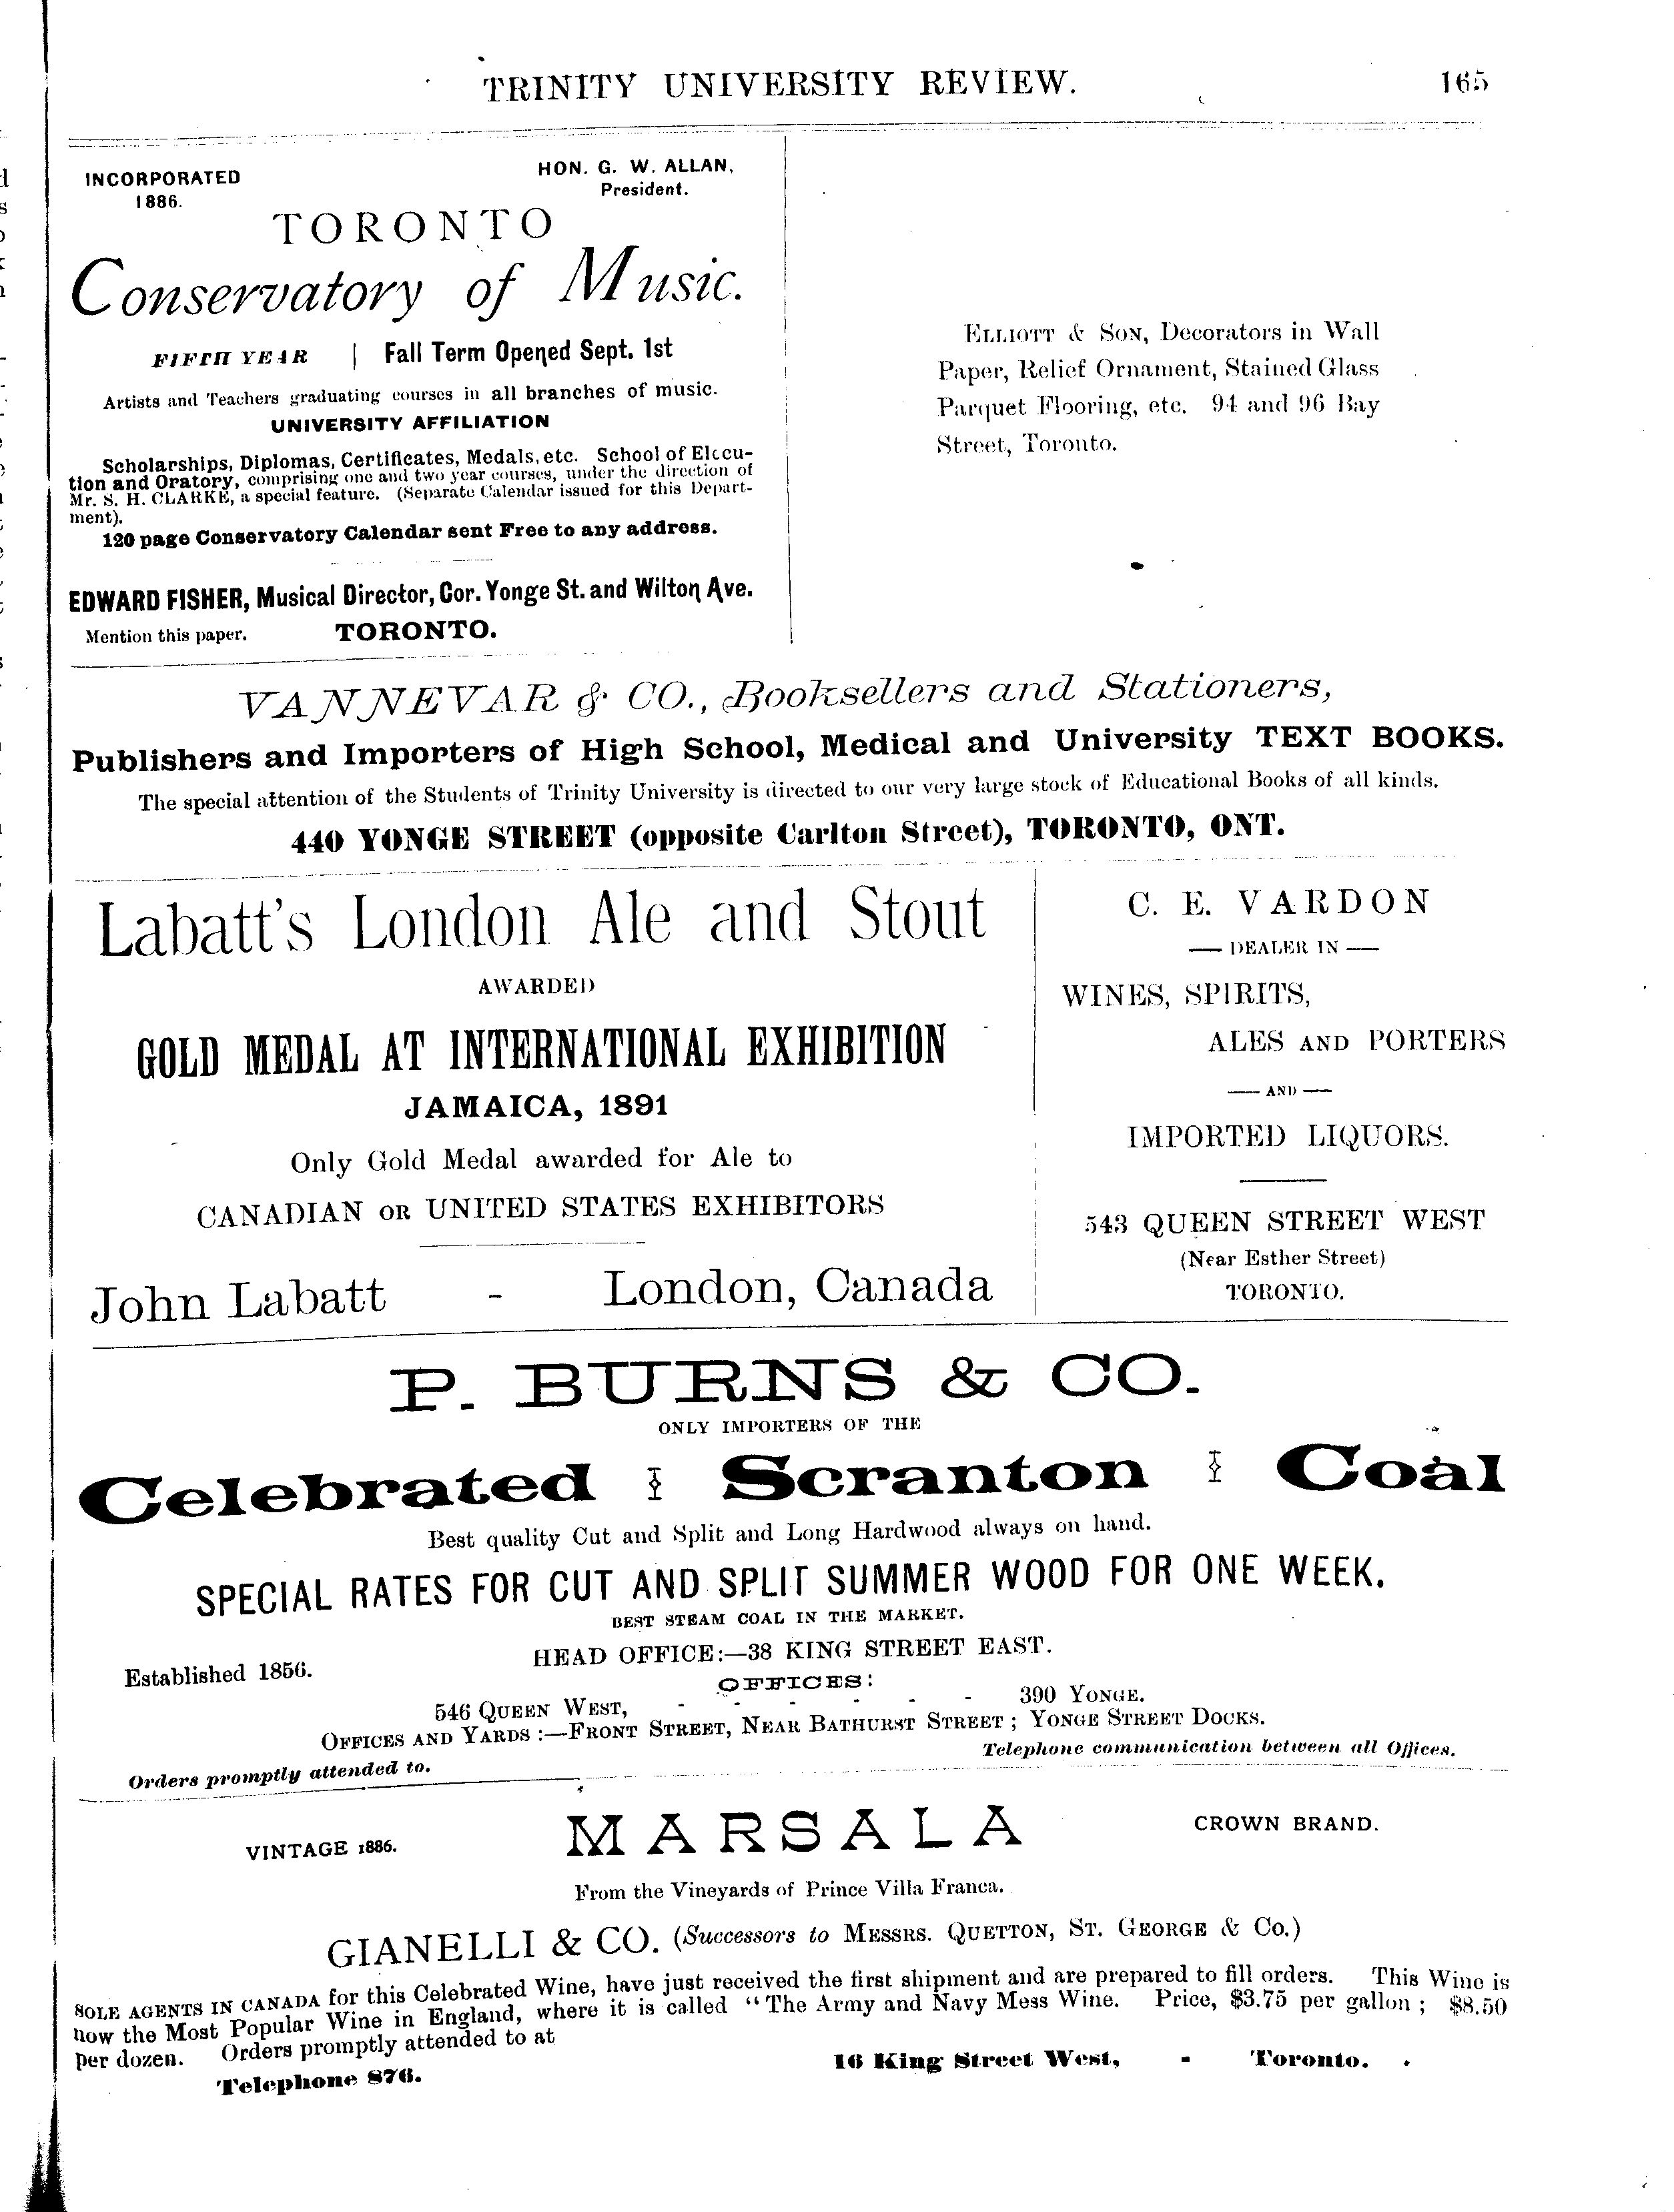 TRINITY UNIVERSITY REVIEW. 165
INCORPORATED
1886.
HON. G. W. ALLAN,
President.
TORONTO
Conservatory of Music.
FIFTH YEAR | Fall Term Opened Sept. 1st
Artists and Teachers graduating courses in all branches of music.
UNIVERSITY AFFILIATION
Scholarships, Diplomas, Certificates, Medals, etc. School of Elocu-
tion and Oratory, comprising one and two year courses, under the direction of
Mr. S. H. CLARKE, a special feature. (Separate Calendar issued for this Depart-
ment).
120 page Conservatory Calendar sent Free to any address.
EDWARD FISHER, Musical Director, Cor. Yonge St. and Wilton Ave.
Mention this paper. TORONTO.
ELLIOTT & SON, Decorators in Wall
Paper, Relief Ornament, Stained Glass
Parquet Flooring, etc. 94 and 96 Bay
Street, Toronto.
VANNEVAR & CO., Booksellers and Stationers,
Publishers and Importers of High School, Medical and University TEXT BOOKS.
The special attention of the Students of Trinity University is directed to our very large stock of Educational Books of all kinds.
440 YONGE STREET (opposite Carlton Street), TORONTO, ONT.
Labatt's London Ale and Stout
AWARDED
GOLD MEDAL AT INTERNATIONAL EXHIBITION
JAMAICA, 1891
Only Gold Medal awarded for Ale to
CANADIAN OR UNITED STATES EXHIBITORS
John Labatt - London, Canada
C. E. VARDON
— DEALER IN —
WINES, SPIRITS,
ALES AND PORTERS
— AND —
IMPORTED LIQUORS.
543 QUEEN STREET WEST
(Near Esther Street)
TORONTO.
P. BURNS & CO.
ONLY IMPORTERS OF THE
Celebrated Scranton Coal
Best quality Cut and Split and Long Hardwood always on hand.
SPECIAL RATES FOR CUT AND SPLIT SUMMER WOOD FOR ONE WEEK.
BEST STEAM COAL IN THE MARKET.
HEAD OFFICE:—38 KING STREET EAST.
Established 1856.
OFFICES:
546 QUEEN WEST, - - - - - 390 YONGE.
OFFICES AND YARDS :—FRONT STREET, NEAR BATHURST STREET ; YONGE STREET DOCKS.
Orders promptly attended to. Telephone communication between all Offices.
VINTAGE 1886. MARSALA CROWN BRAND.
From the Vineyards of Prince Villa Franca.
GIANELLI & CO. (Successors to MESSRS. QUETTON, ST. GEORGE & CO.)
SOLE AGENTS IN CANADA for this Celebrated Wine, have just received the first shipment and are prepared to fill orders. This Wine is
now the Most Popular Wine in England, where it is called "The Army and Navy Mess Wine. Price, $3.75 per gallon ; $8.50
per dozen. Orders promptly attended to at
16 King Street West, - Toronto.
Telephone 876.